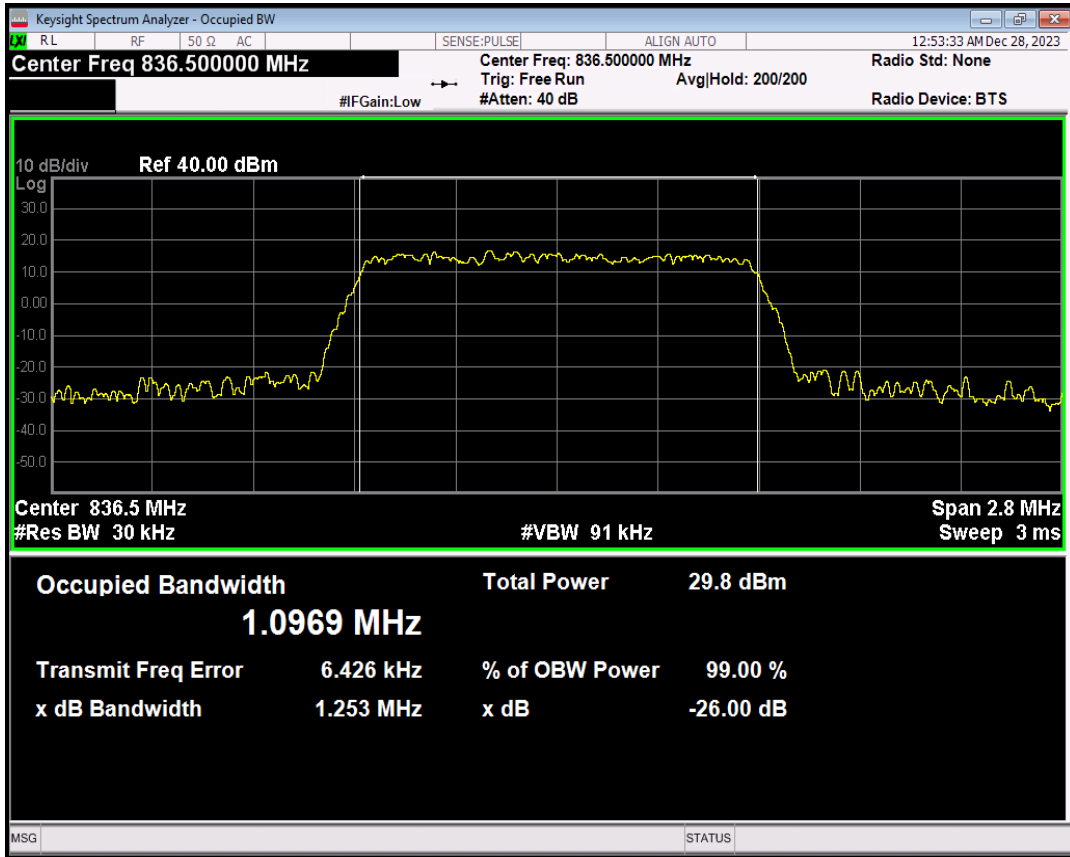 Keysight Spectrum Analyzer - Occupied BW
LXI RL RF 50 Ω AC SENSE:PULSE ALIGN AUTO 12:53:33 AM Dec 28, 2023
Center Freq 836.500000 MHz Center Freq: 836.500000 MHz Radio Std: None
Trig: Free Run Avg|Hold: 200/200
#IFGain:Low #Atten: 40 dB Radio Device: BTS
10 dB/div Ref 40.00 dBm
Log
30.0
20.0
10.0
0.00
-10.0
-20.0
-30.0
-40.0
-50.0
Center 836.5 MHz Span 2.8 MHz
#Res BW 30 kHz #VBW 91 kHz Sweep 3 ms
Occupied Bandwidth Total Power 29.8 dBm
1.0969 MHz
Transmit Freq Error 6.426 kHz % of OBW Power 99.00 %
x dB Bandwidth 1.253 MHz x dB -26.00 dB
MSG STATUS